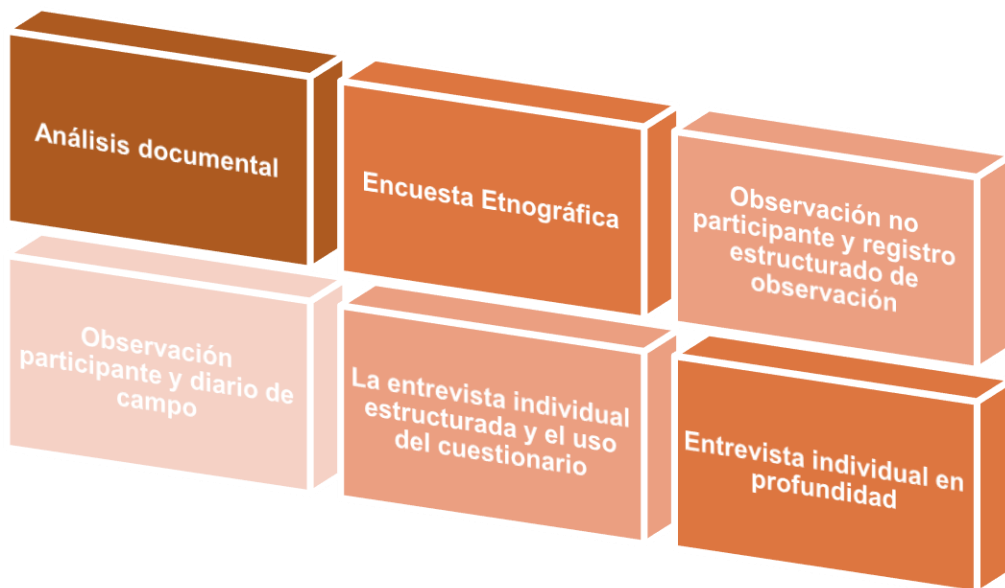 Análisis documental
Encuesta Etnográfica
Observación no
participante y registro
estructurado de
observación
Observación
participante y diario de
campo
La entrevista individual
estructurada y el uso
del cuestionario
Entrevista individual en
profundidad